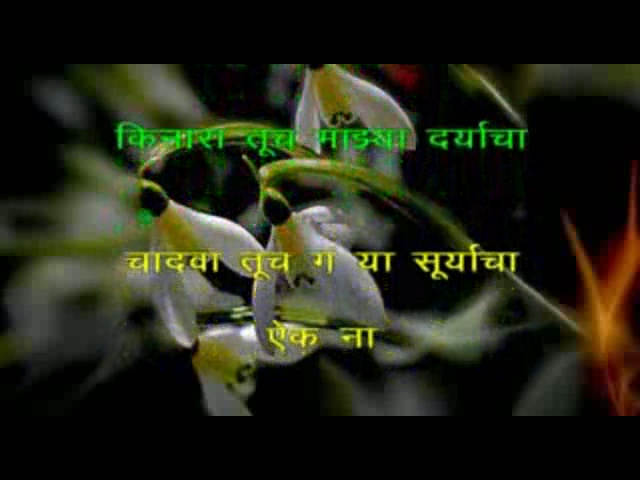 किनारा तूच माझ्या दर्याचा
चादवा तूच ग या सूर्याचा
ऐक ना